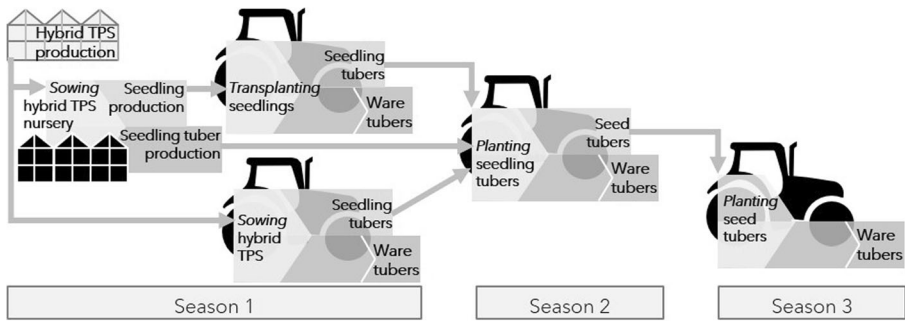 Hybrid TPS
production
Sowing
hybrid TPS
nursery
Seedling
production
Seedling tuber
production
Transplanting
seedlings
Seedling
tubers
Ware
tubers
Sowing
hybrid
TPS
Seedling
tubers
Ware
tubers
Planting
seedling
tubers
Seed
tubers
Ware
tubers
Planting
seed
tubers
Ware
tubers
Season 1
Season 2
Season 3